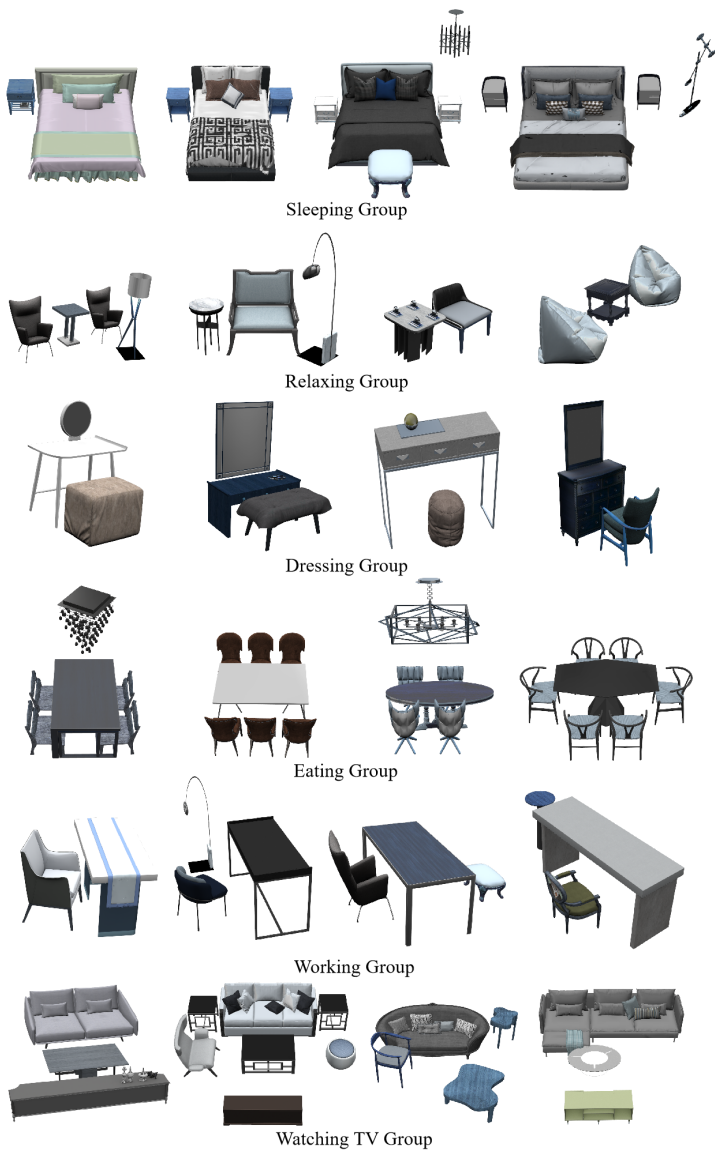 Sleeping Group
Relaxing Group
Dressing Group
Eating Group
Working Group
Watching TV Group